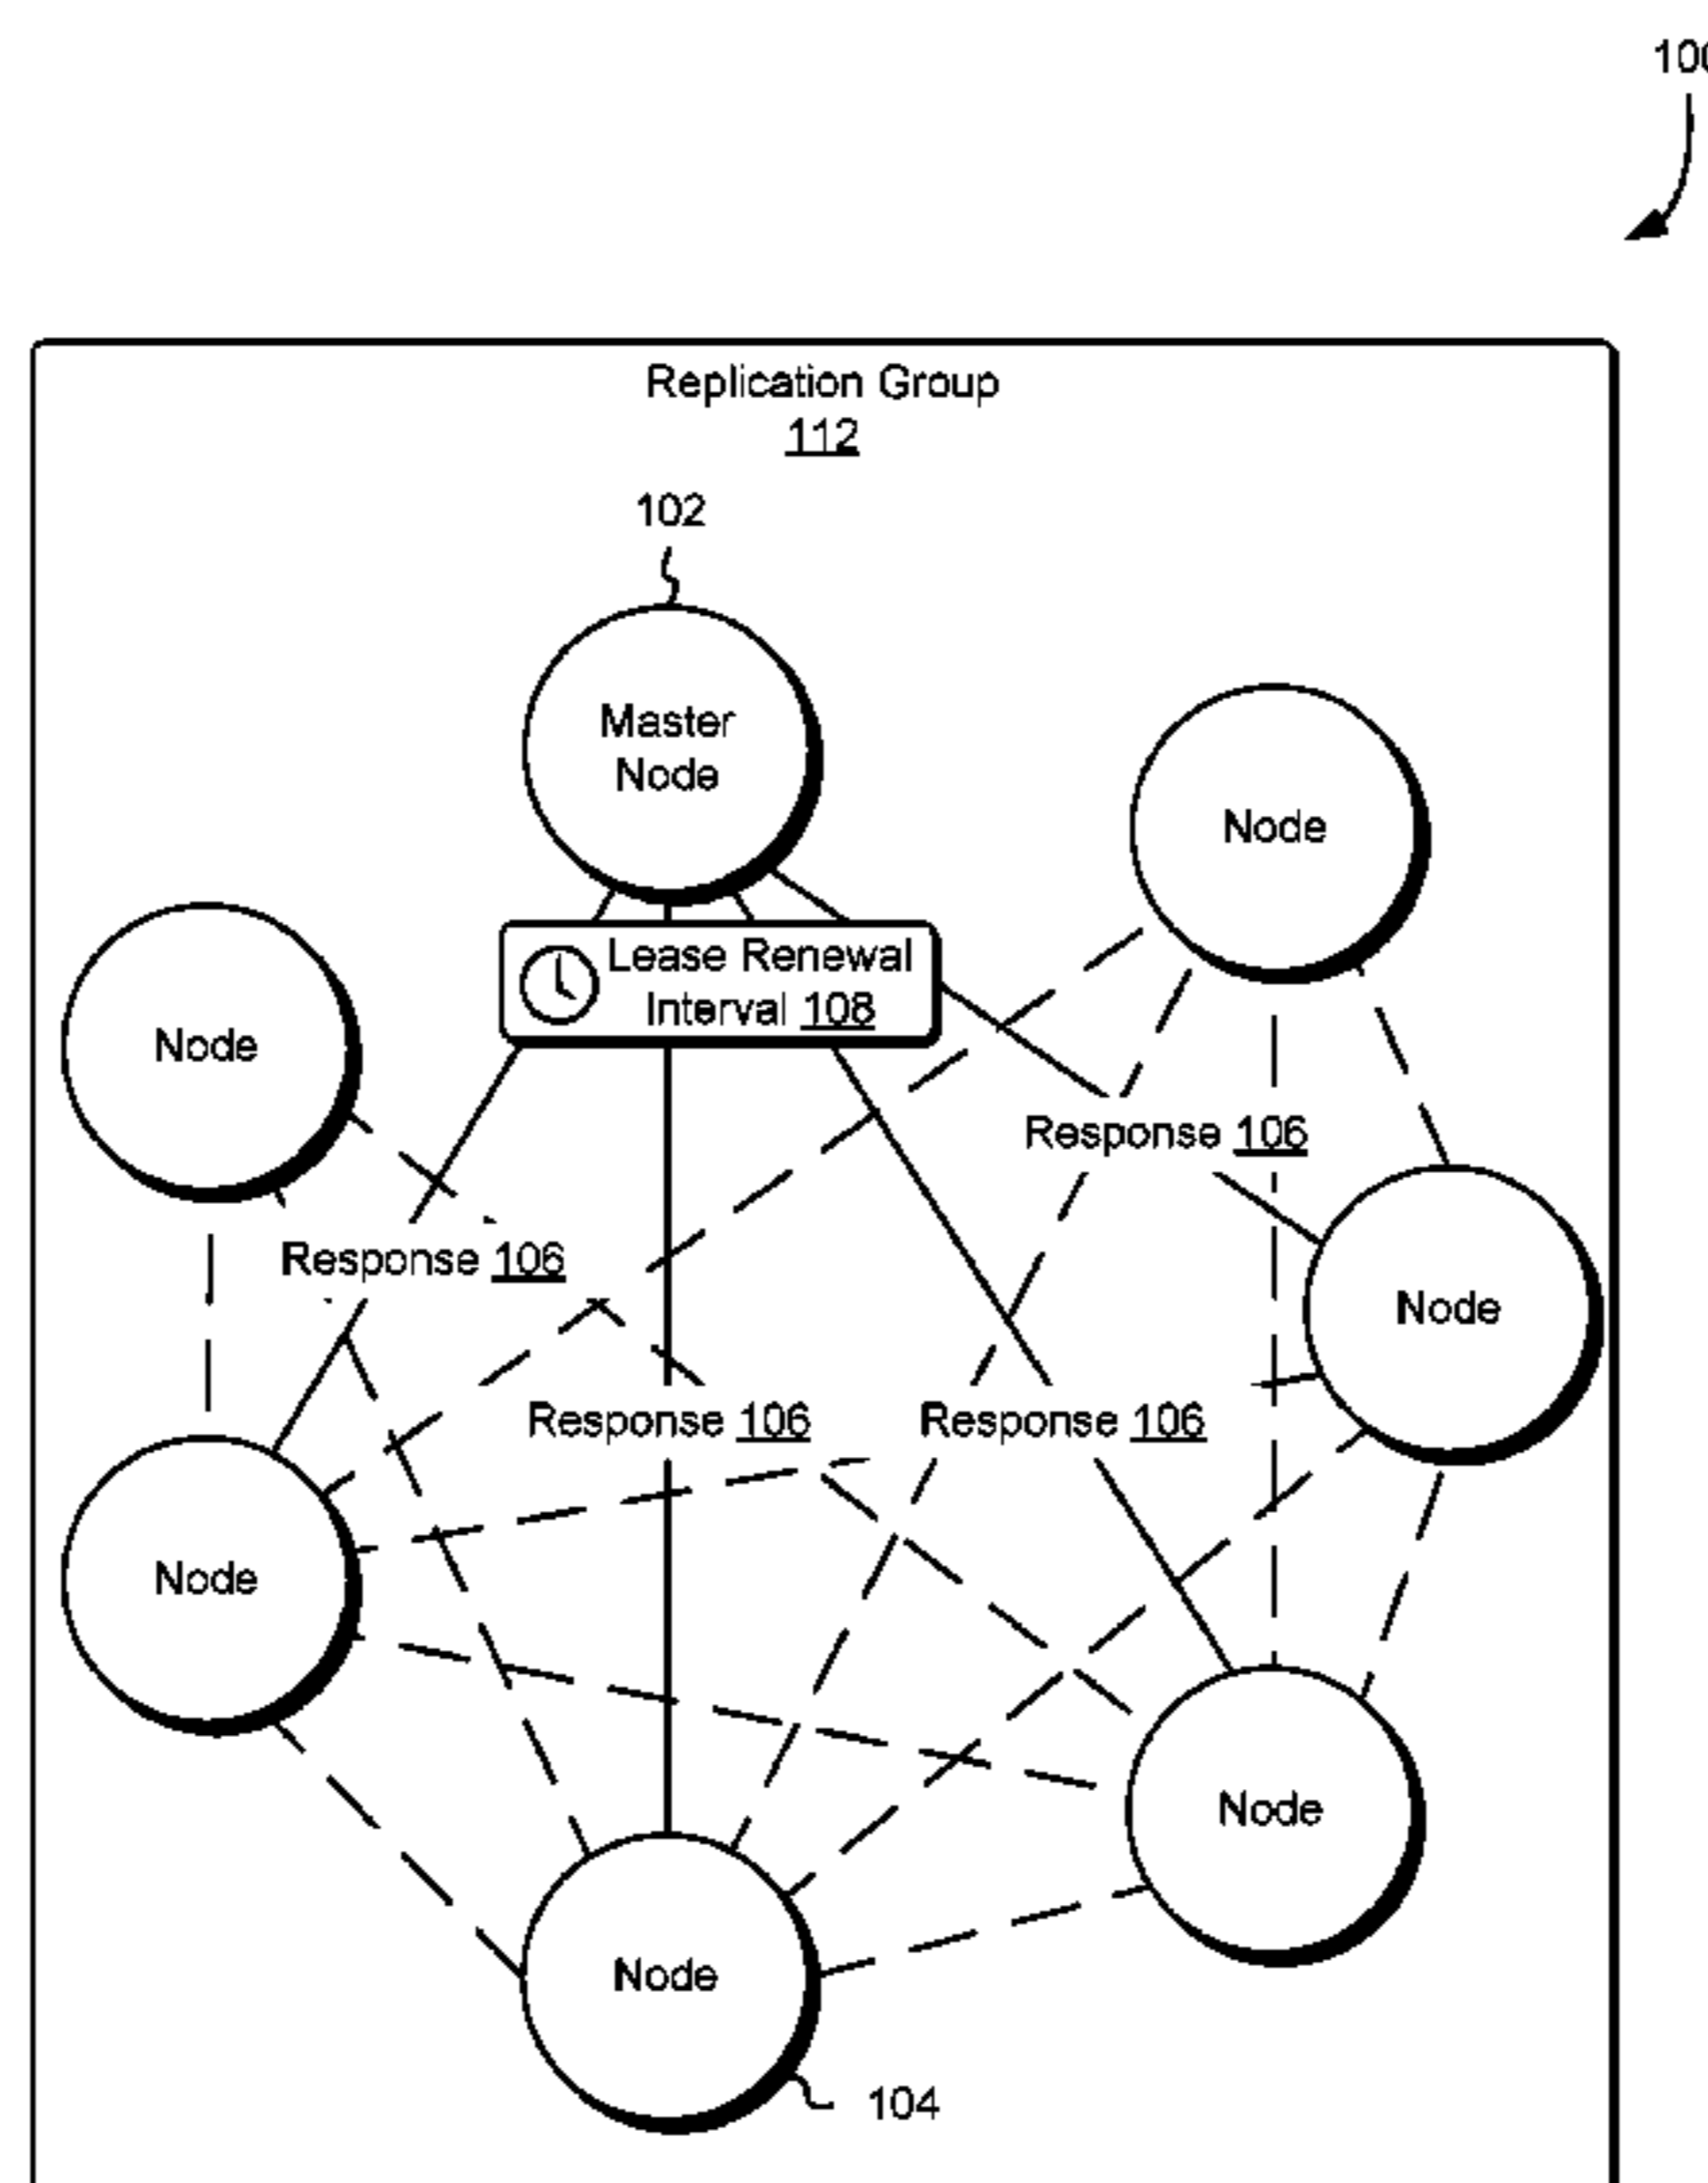 100
Replication Group
112
102
Master
Node
Node
Lease Renewal
Interval 108
Node
Response 106
Response 106
Node
Response 106
Response 106
Node
Node
Node
104